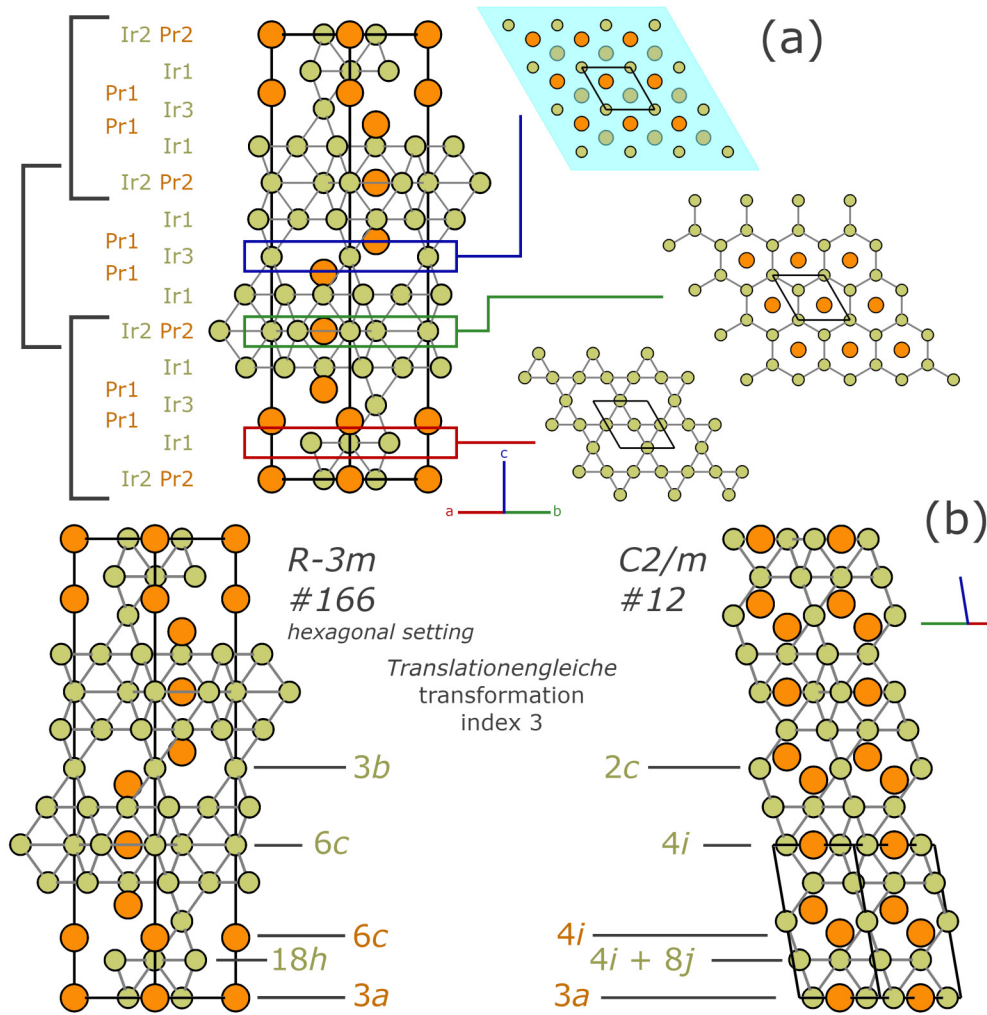 (a)
Ir2 Pr2
Ir1
Pr1
Ir3
Pr1
Ir1
Ir2 Pr2
Ir1
Pr1
Ir3
Pr1
Ir1
Ir2 Pr2
Ir1
Pr1
Ir3
Pr1
Ir1
Ir2 Pr2
c
a
b
(b)
R-3m
#166
hexagonal setting
C2/m
#12
Translationengleiche
transformation
index 3
3b
2c
6c
4i
6c
4i
18h
4i + 8j
3a
3a